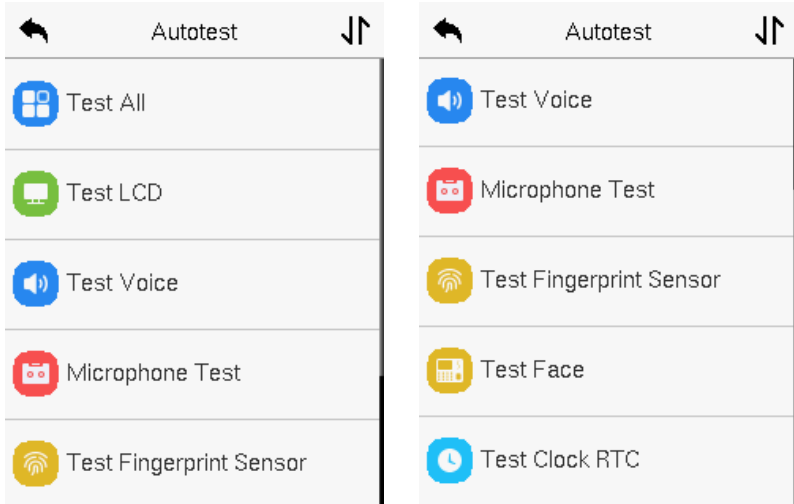 Autotest
Test All
Test LCD
Test Voice
Microphone Test
Test Fingerprint Sensor
Autotest
Test Voice
Microphone Test
Test Fingerprint Sensor
Test Face
Test Clock RTC